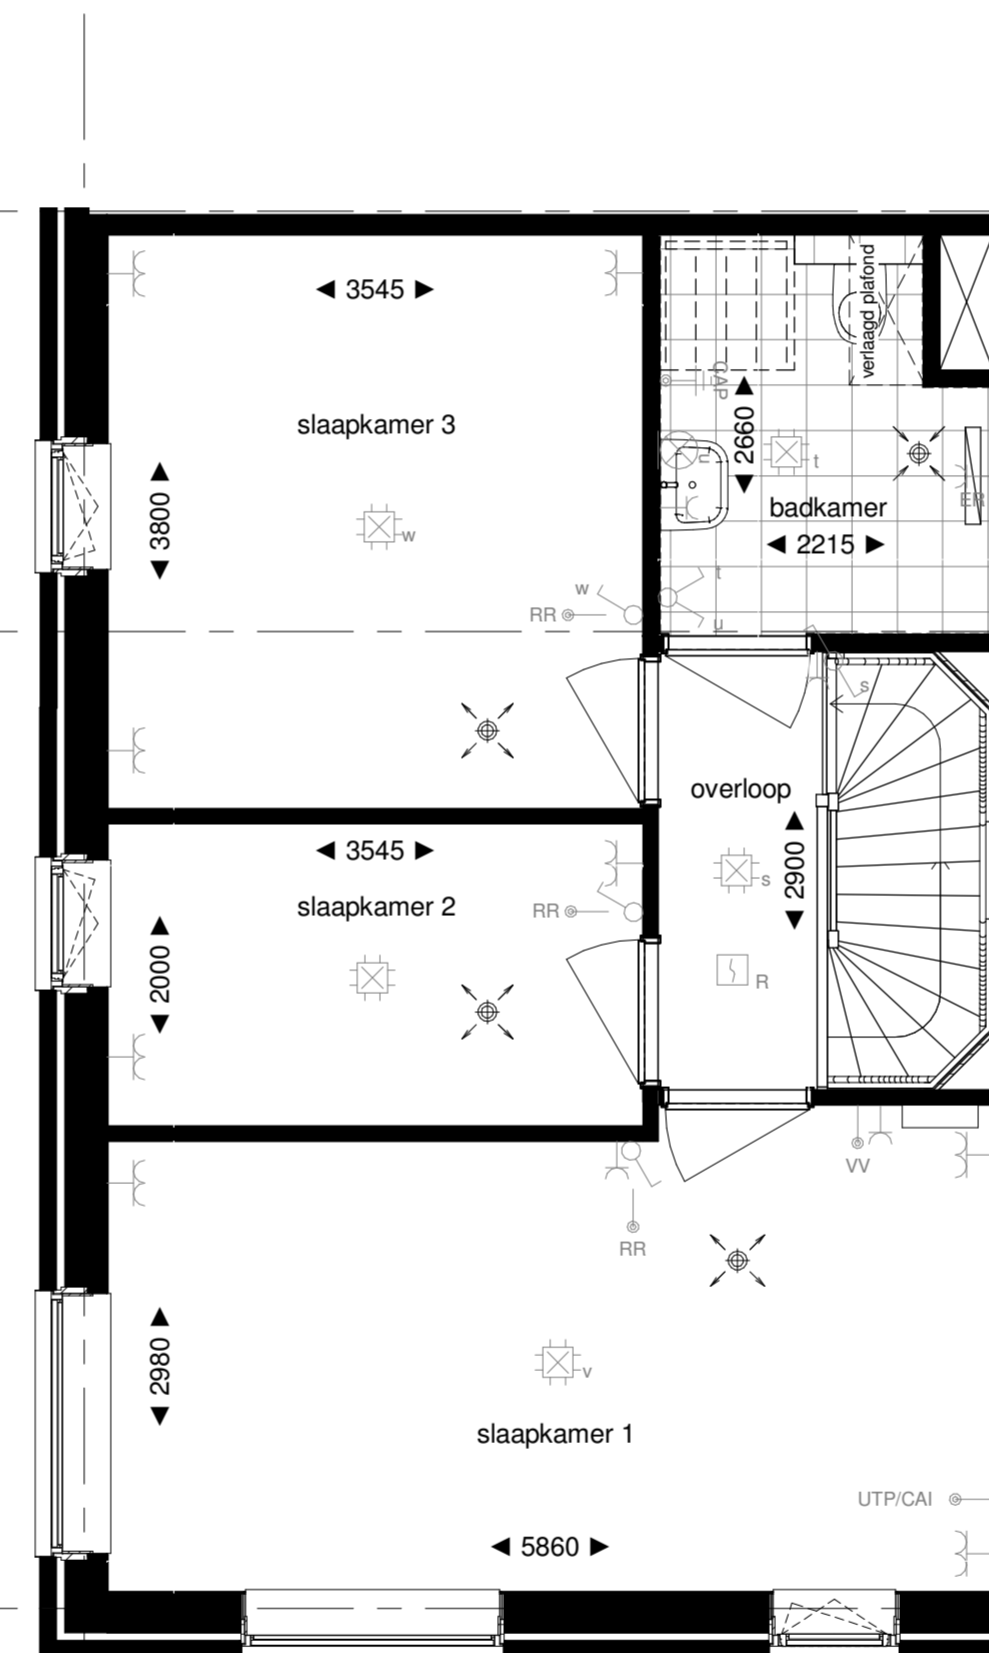 3545
verlaagd plafond
CAP
slaapkamer 3
2660
u
t
3800
w
badkamer
ER
2215
w
RR
t
u
s
overloop
3545
2900
s
slaapkamer 2
RR
2000
R
VV
RR
2980
v
slaapkamer 1
UTP/CAI
5860